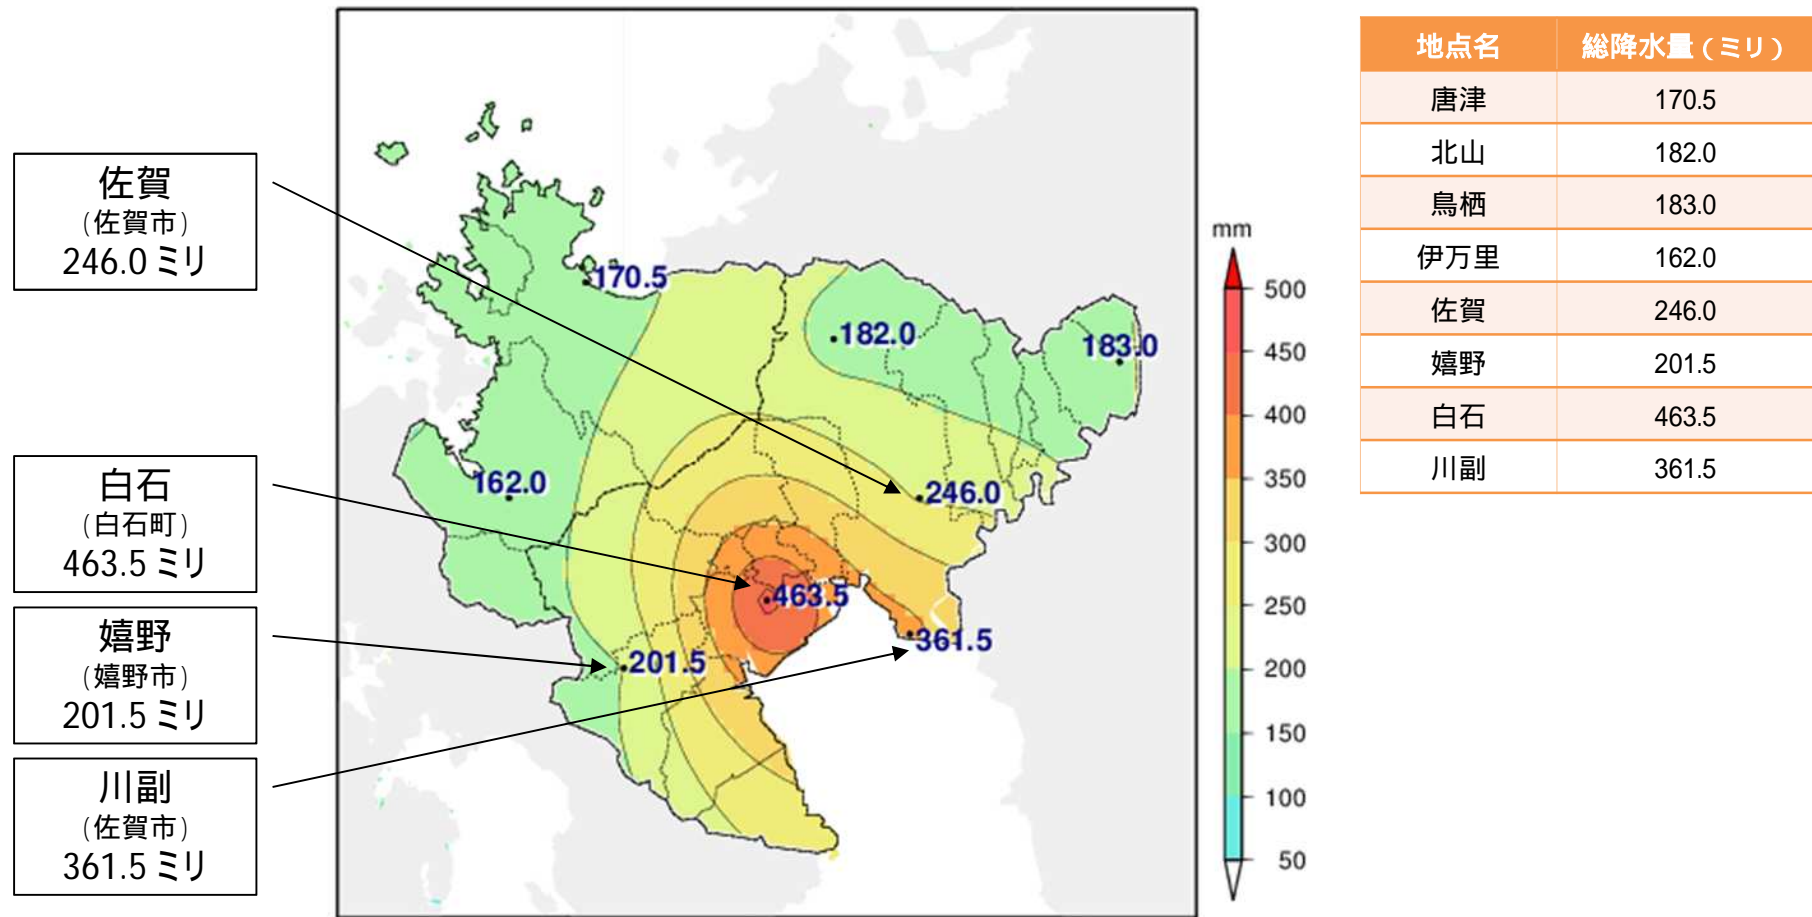 佐賀
(佐賀市)
246.0 ミリ
白石
(白石町)
463.5 ミリ
嬉野
(嬉野市)
201.5 ミリ
川副
(佐賀市)
361.5 ミリ
170.5
182.0
183.0
162.0
246.0
463.5
361.5
201.5
mm
500
450
400
350
300
250
200
150
100
50
地点名 総降水量(ミリ)
唐津 170.5
北山 182.0
鳥栖 183.0
伊万里 162.0
佐賀 246.0
嬉野 201.5
白石 463.5
川副 361.5